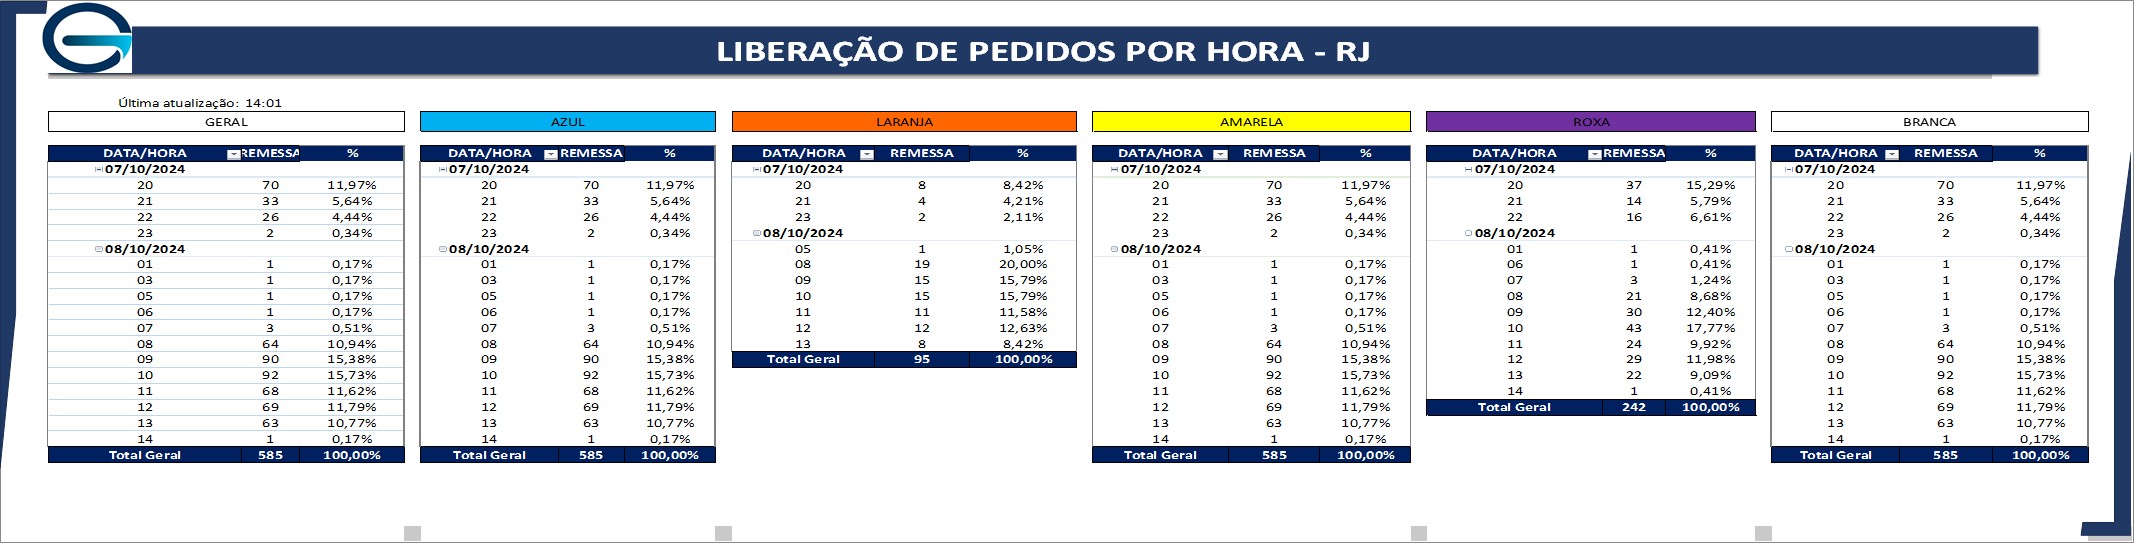 LIBERAÇÃO DE PEDIDOS POR HORA - RJ
Última atualização: 14:01
GERAL
DATA/HORA REMESSA %
07/10/2024
20 70 11,97%
21 33 5,64%
22 26 4,44%
23 2 0,34%
08/10/2024
01 1 0,17%
03 1 0,17%
05 1 0,17%
06 1 0,17%
07 3 0,51%
08 64 10,94%
09 90 15,38%
10 92 15,73%
11 68 11,62%
12 69 11,79%
13 63 10,77%
14 1 0,17%
Total Geral 585 100,00%
AZUL
DATA/HORA REMESSA %
07/10/2024
20 70 11,97%
21 33 5,64%
22 26 4,44%
23 2 0,34%
08/10/2024
01 1 0,17%
03 1 0,17%
05 1 0,17%
06 1 0,17%
07 3 0,51%
08 64 10,94%
09 90 15,38%
10 92 15,73%
11 68 11,62%
12 69 11,79%
13 63 10,77%
14 1 0,17%
Total Geral 585 100,00%
LARANJA
DATA/HORA REMESSA %
07/10/2024
20 8 8,42%
21 4 4,21%
23 2 2,11%
08/10/2024
05 1 1,05%
08 19 20,00%
09 15 15,79%
10 15 15,79%
11 11 11,58%
12 12 12,63%
13 8 8,42%
Total Geral 95 100,00%
AMARELA
DATA/HORA REMESSA %
07/10/2024
20 70 11,97%
21 33 5,64%
22 26 4,44%
23 2 0,34%
08/10/2024
01 1 0,17%
03 1 0,17%
05 1 0,17%
06 1 0,17%
07 3 0,51%
08 64 10,94%
09 90 15,38%
10 92 15,73%
11 68 11,62%
12 69 11,79%
13 63 10,77%
14 1 0,17%
Total Geral 585 100,00%
ROXA
DATA/HORA REMESSA %
07/10/2024
20 37 15,29%
21 14 5,79%
22 16 6,61%
08/10/2024
01 1 0,41%
06 1 0,41%
07 3 1,24%
08 21 8,68%
09 30 12,40%
10 43 17,77%
11 24 9,92%
12 29 11,98%
13 22 9,09%
14 1 0,41%
Total Geral 242 100,00%
BRANCA
DATA/HORA REMESSA %
07/10/2024
20 70 11,97%
21 33 5,64%
22 26 4,44%
23 2 0,34%
08/10/2024
01 1 0,17%
03 1 0,17%
05 1 0,17%
06 1 0,17%
07 3 0,51%
08 64 10,94%
09 90 15,38%
10 92 15,73%
11 68 11,62%
12 69 11,79%
13 63 10,77%
14 1 0,17%
Total Geral 585 100,00%